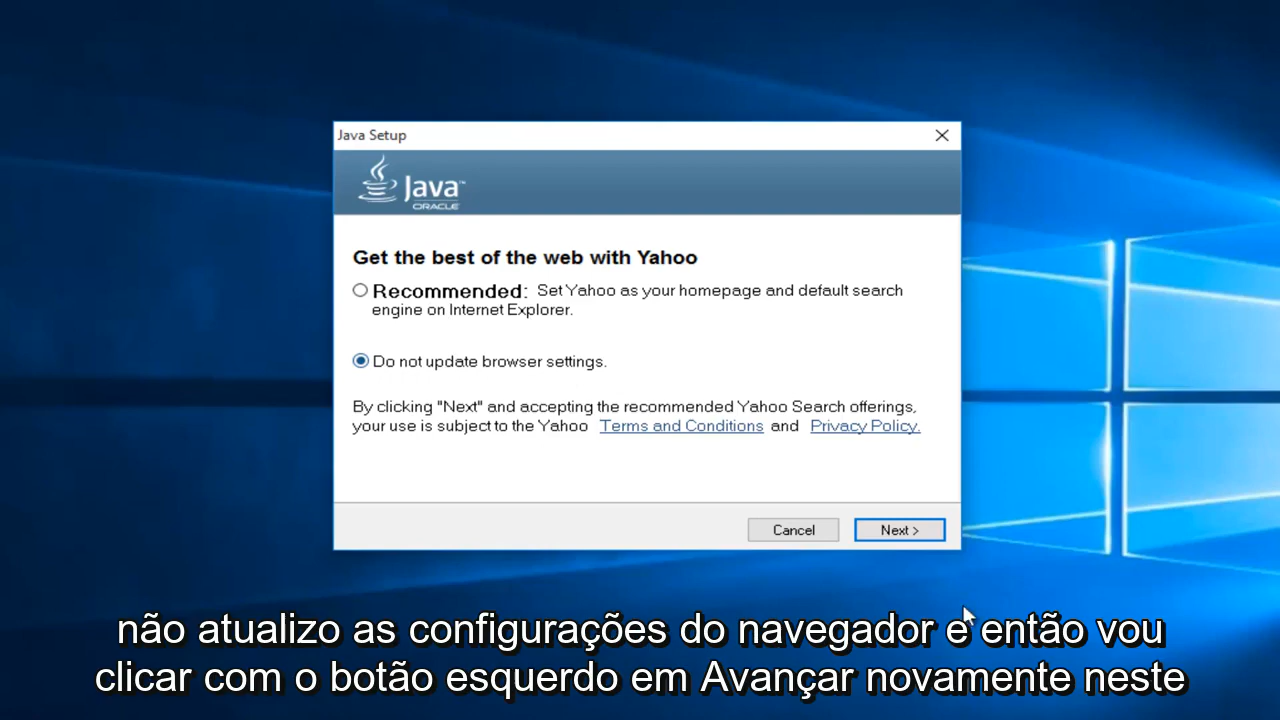 Java Setup
Java™
ORACLE
Get the best of the web with Yahoo
Recommended: Set Yahoo as your homepage and default search
engine on Internet Explorer.
Do not update browser settings.
By clicking "Next" and accepting the recommended Yahoo Search offerings,
your use is subject to the Yahoo Terms and Conditions and Privacy Policy.
Cancel
Next >
não atualizo as configurações do navegador e então vou
clicar com o botão esquerdo em Avançar novamente neste